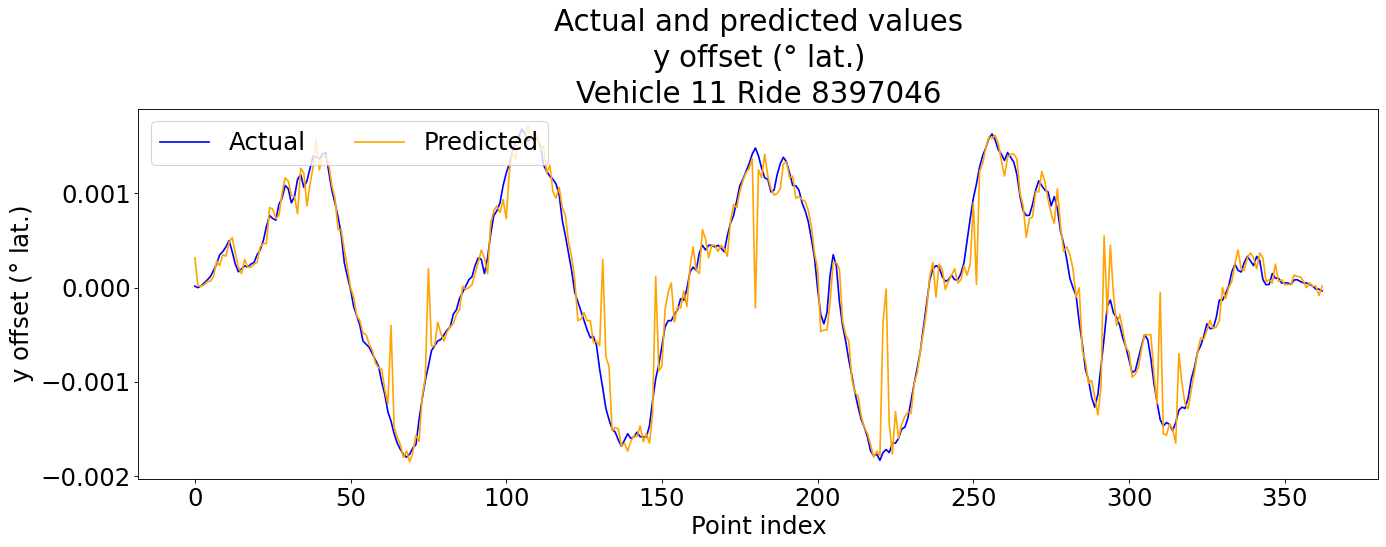 Actual and predicted values
y offset (° lat.)
Vehicle 11 Ride 8397046
Actual
Predicted
y offset (° lat.)
0.001
0.000
−0.001
−0.002
0
50
100
150
200
250
300
350
Point index